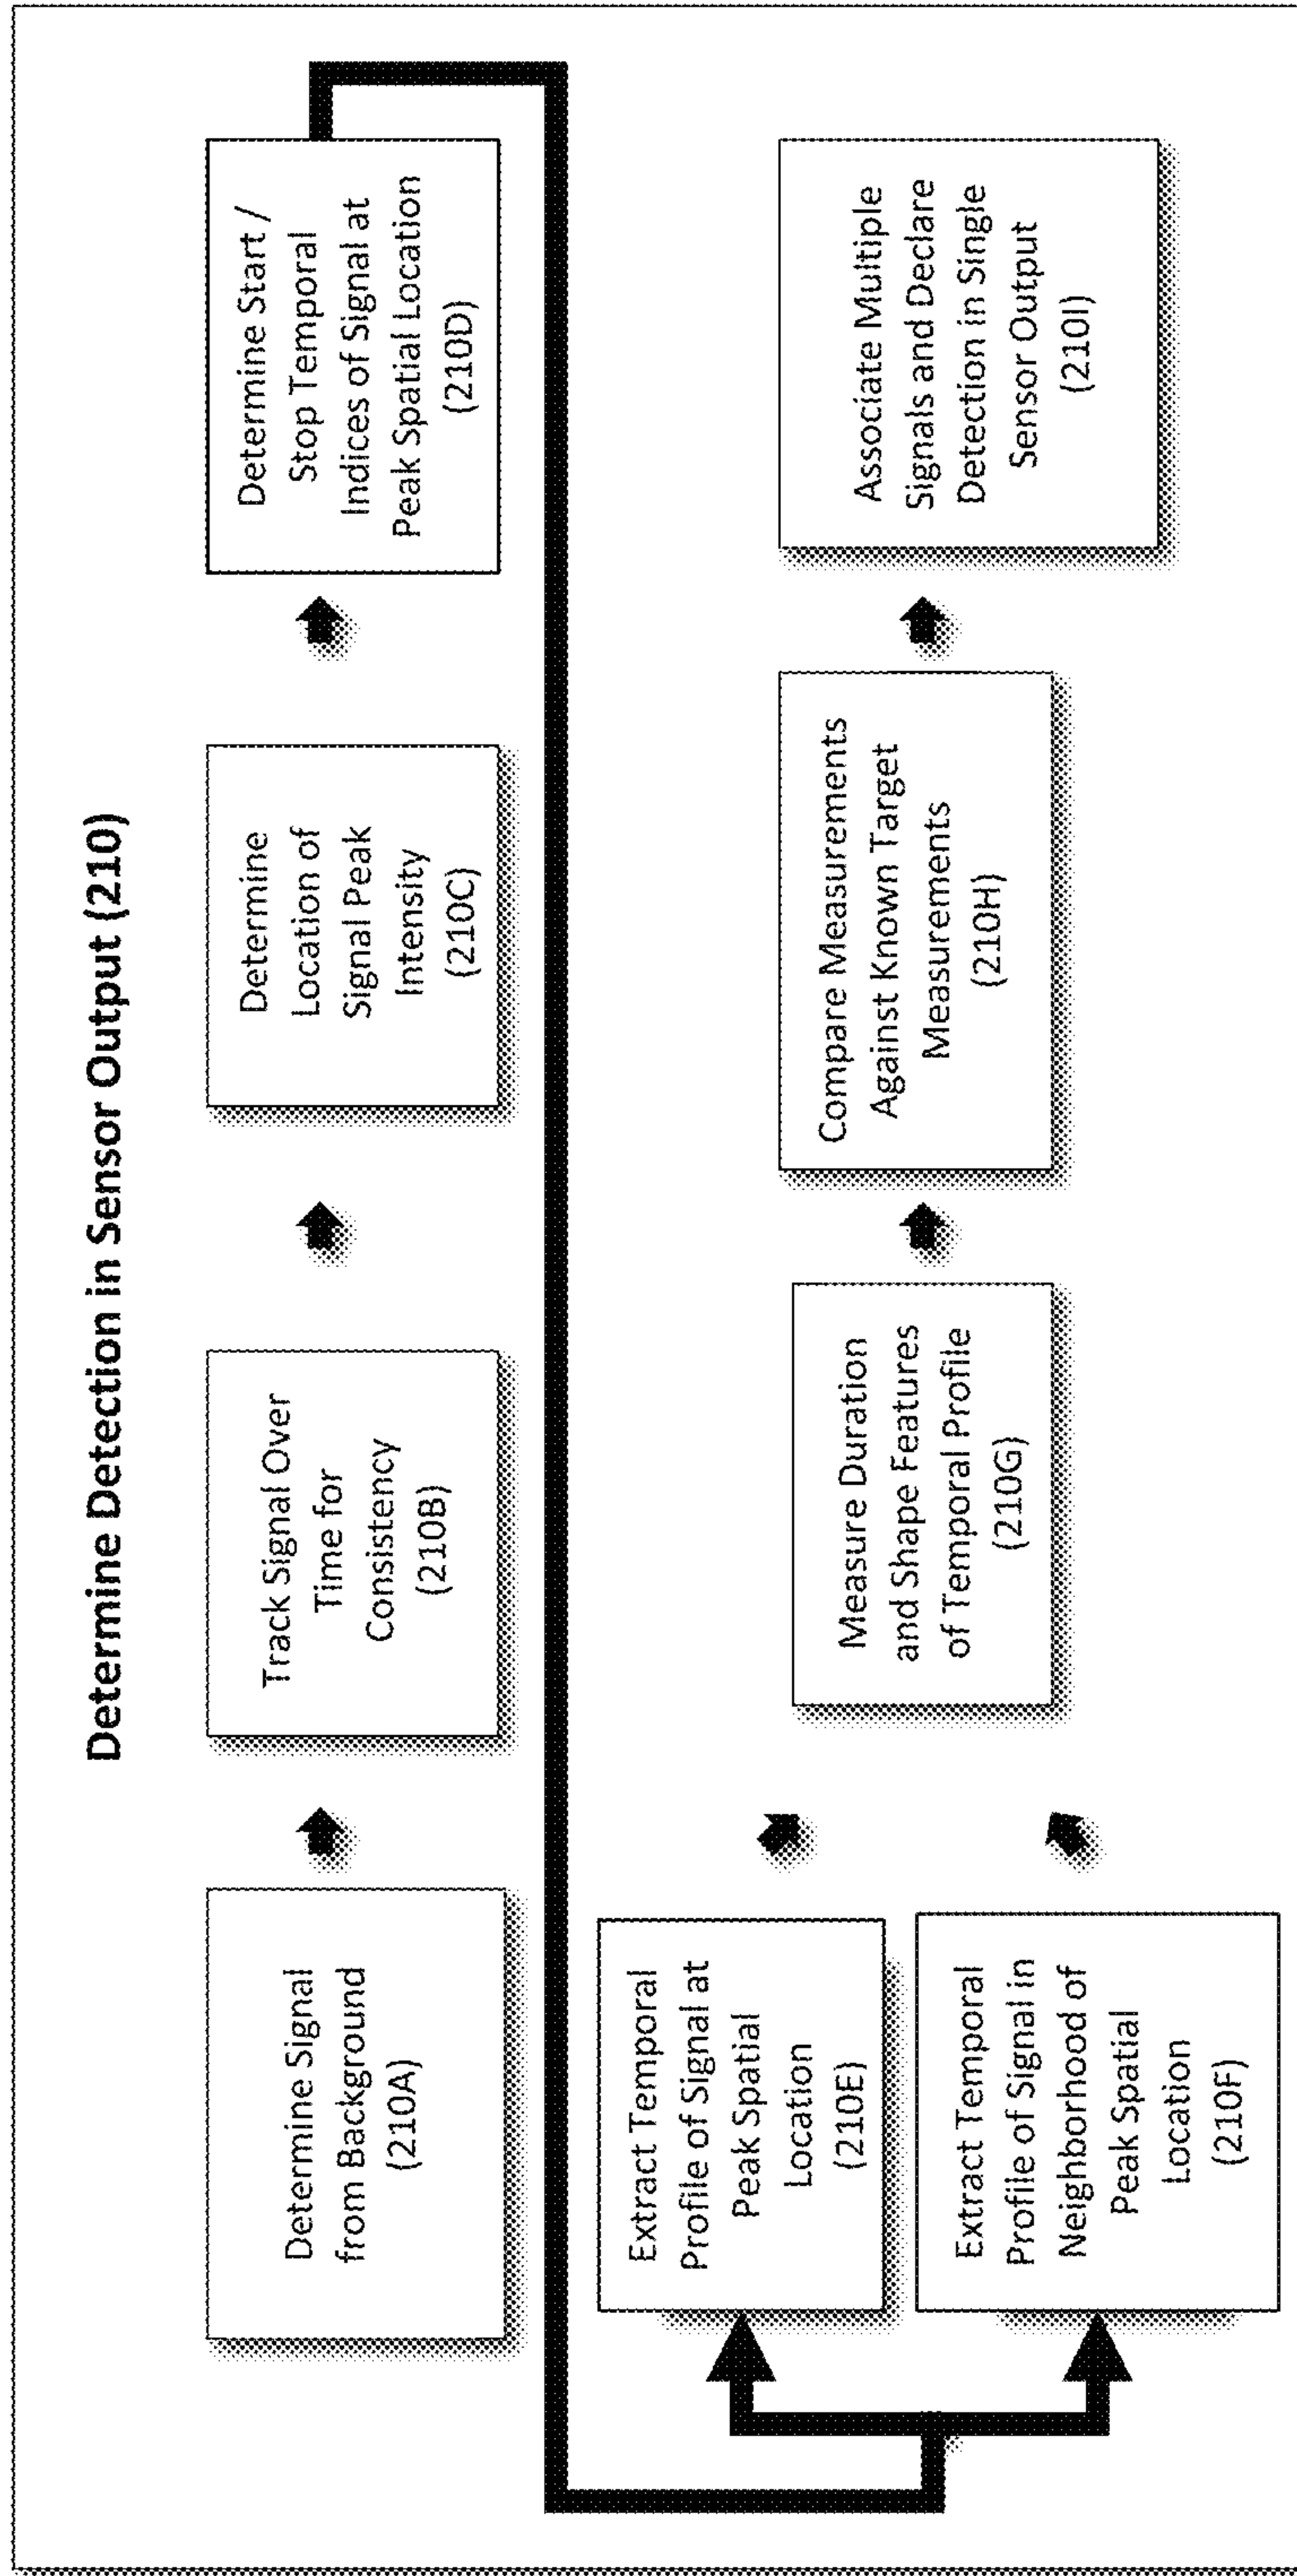 Determine Detection in Sensor Output (210)
Determine Signal
from Background
(210A)
Track Signal Over
Time for
Consistency
(210B)
Determine
Location of
Signal Peak
Intensity
(210C)
Determine Start /
Stop Temporal
Indices of Signal at
Peak Spatial Location
(210D)
Extract Temporal
Profile of Signal at
Peak Spatial
Location
(210E)
Extract Temporal
Profile of Signal in
Neighborhood of
Peak Spatial
Location
(210F)
Measure Duration
and Shape Features
of Temporal Profile
(210G)
Compare Measurements
Against Known Target
Measurements
(210H)
Associate Multiple
Signals and Declare
Detection in Single
Sensor Output
(210I)